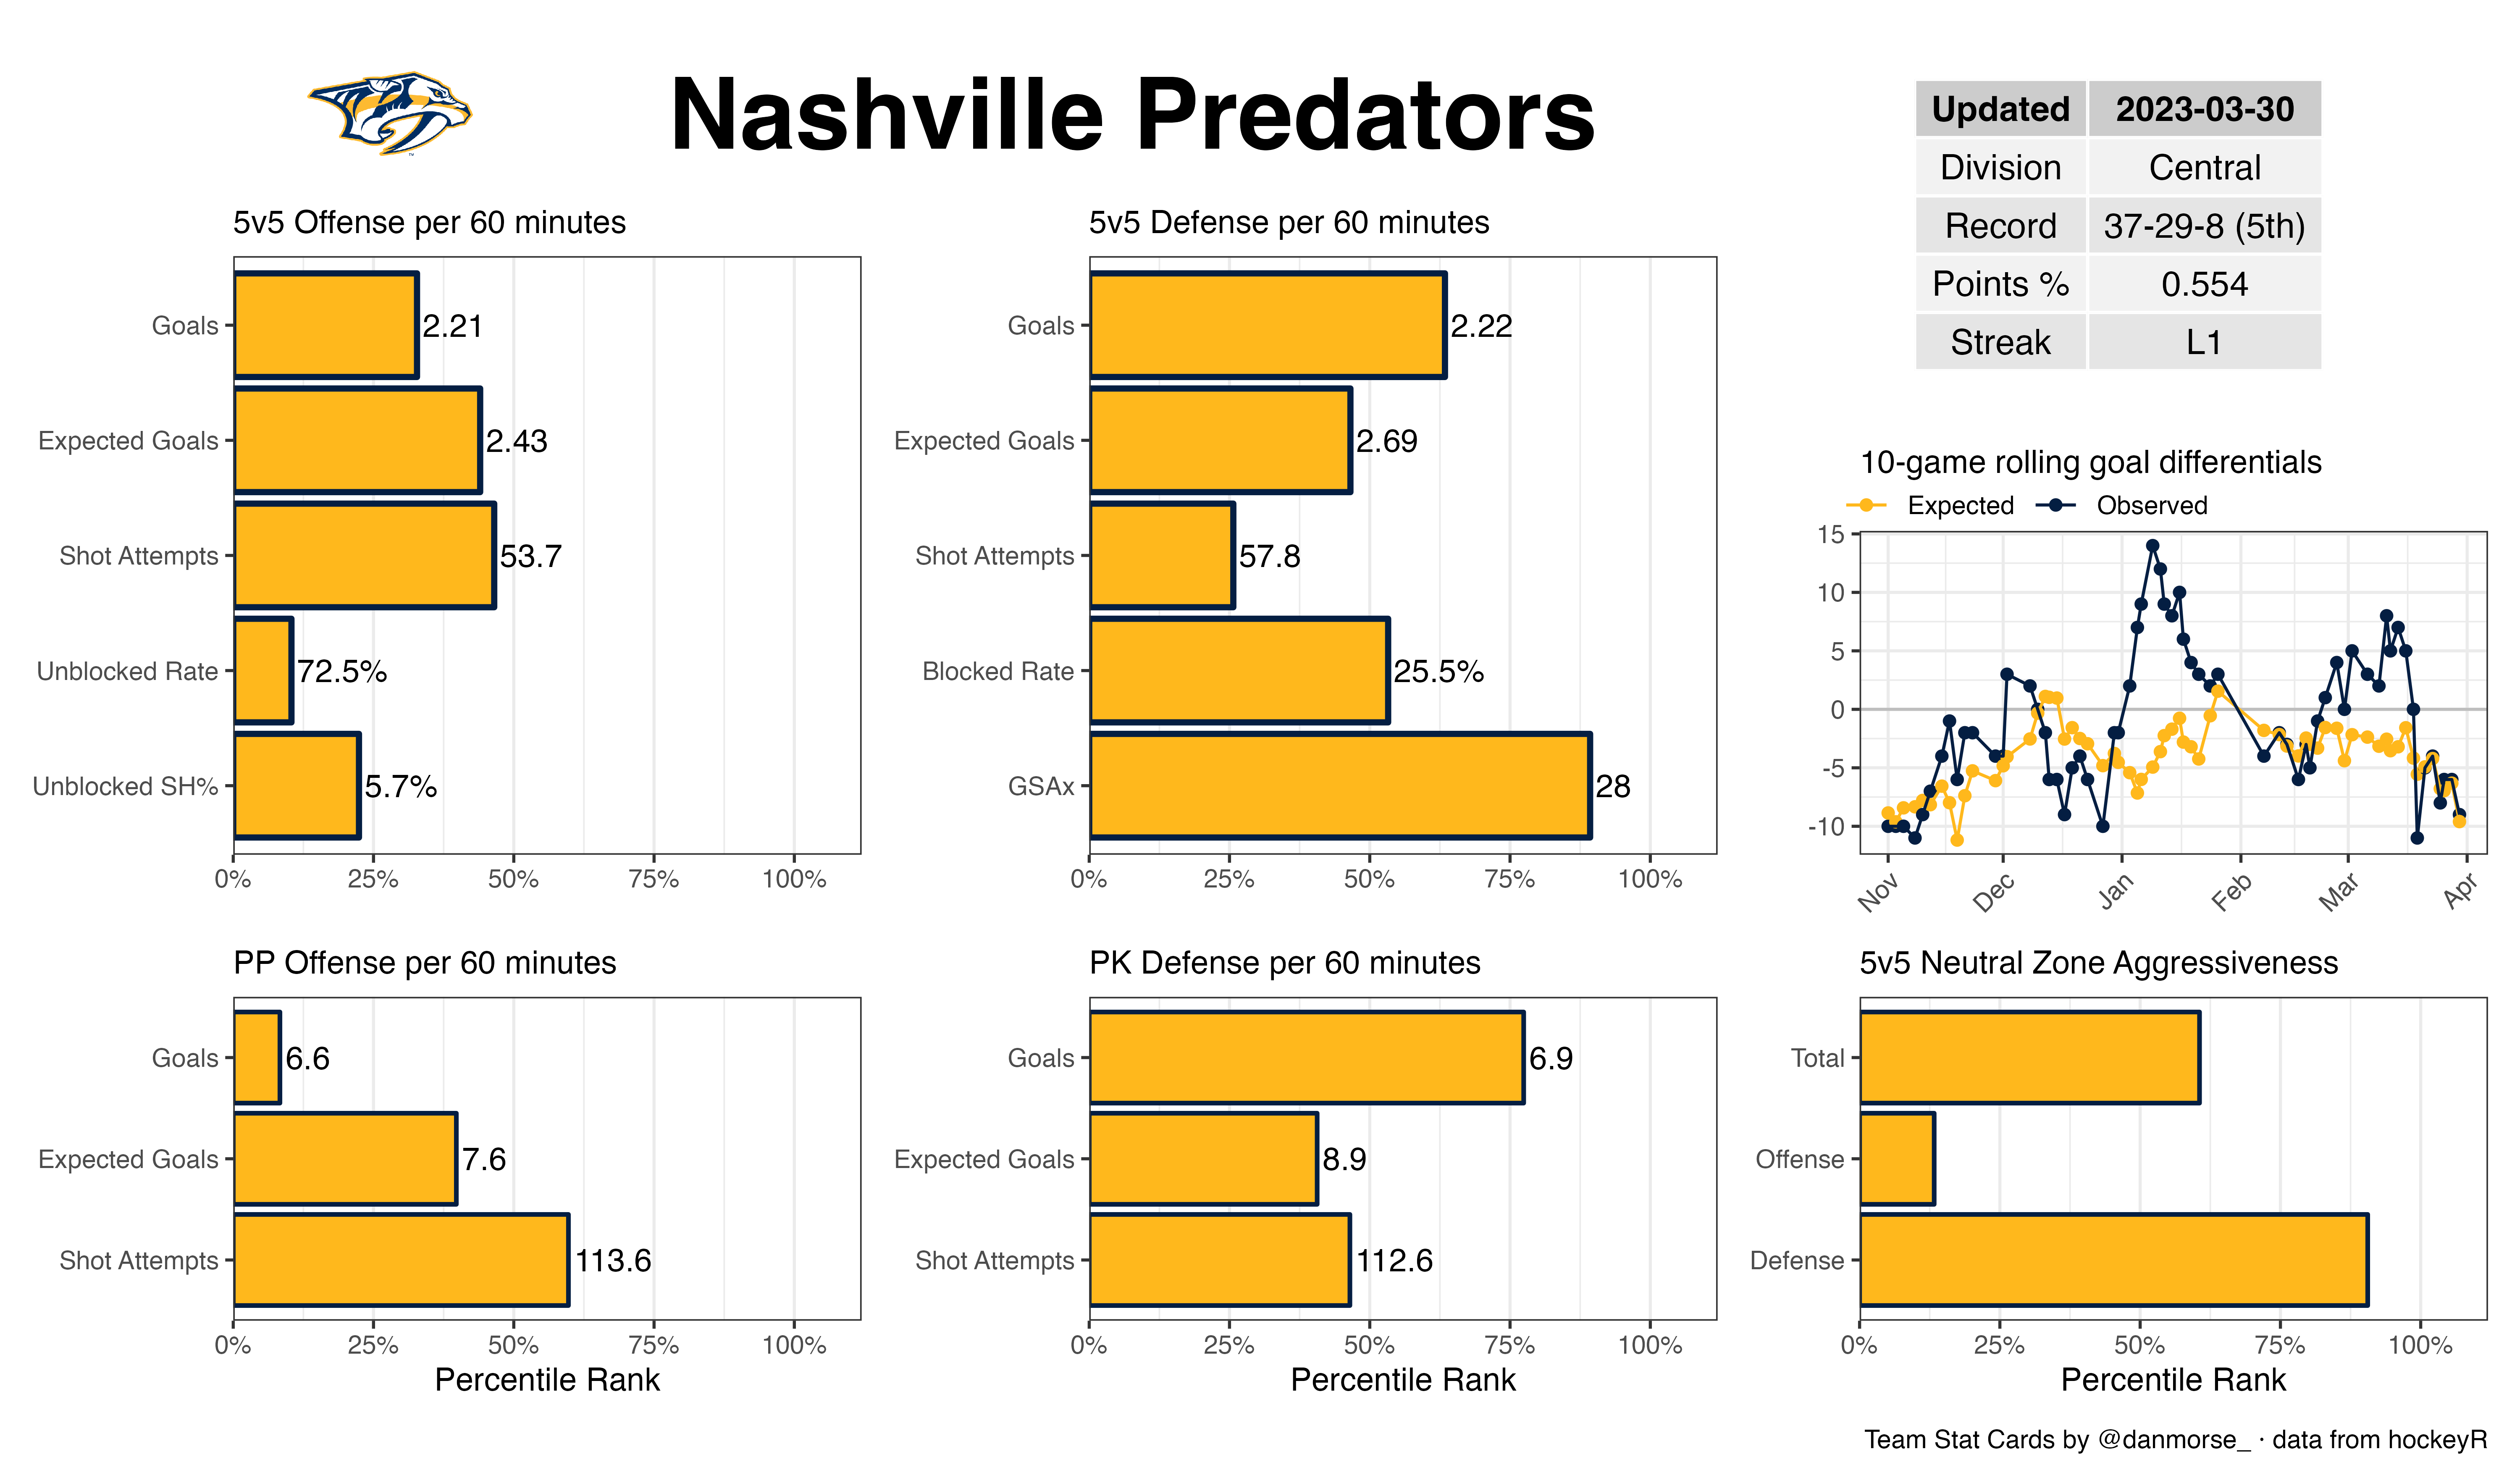 Nashville Predators
Updated 2023-03-30
Division Central
Record 37-29-8 (5th)
Points % 0.554
Streak L1
5v5 Offense per 60 minutes
Goals 2.21
Expected Goals 2.43
Shot Attempts 53.7
Unblocked Rate 72.5%
Unblocked SH% 5.7%
0% 25% 50% 75% 100%
5v5 Defense per 60 minutes
Goals 2.22
Expected Goals 2.69
Shot Attempts 57.8
Blocked Rate 25.5%
GSAx 28
0% 25% 50% 75% 100%
10-game rolling goal differentials
Expected Observed
15
10
5
0
-5
-10
Nov Dec Jan Feb Mar Apr
PP Offense per 60 minutes
Goals 6.6
Expected Goals 7.6
Shot Attempts 113.6
0% 25% 50% 75% 100%
Percentile Rank
PK Defense per 60 minutes
Goals 6.9
Expected Goals 8.9
Shot Attempts 112.6
0% 25% 50% 75% 100%
Percentile Rank
5v5 Neutral Zone Aggressiveness
Total
Offense
Defense
0% 25% 50% 75% 100%
Percentile Rank
Team Stat Cards by @danmorse_ · data from hockeyR